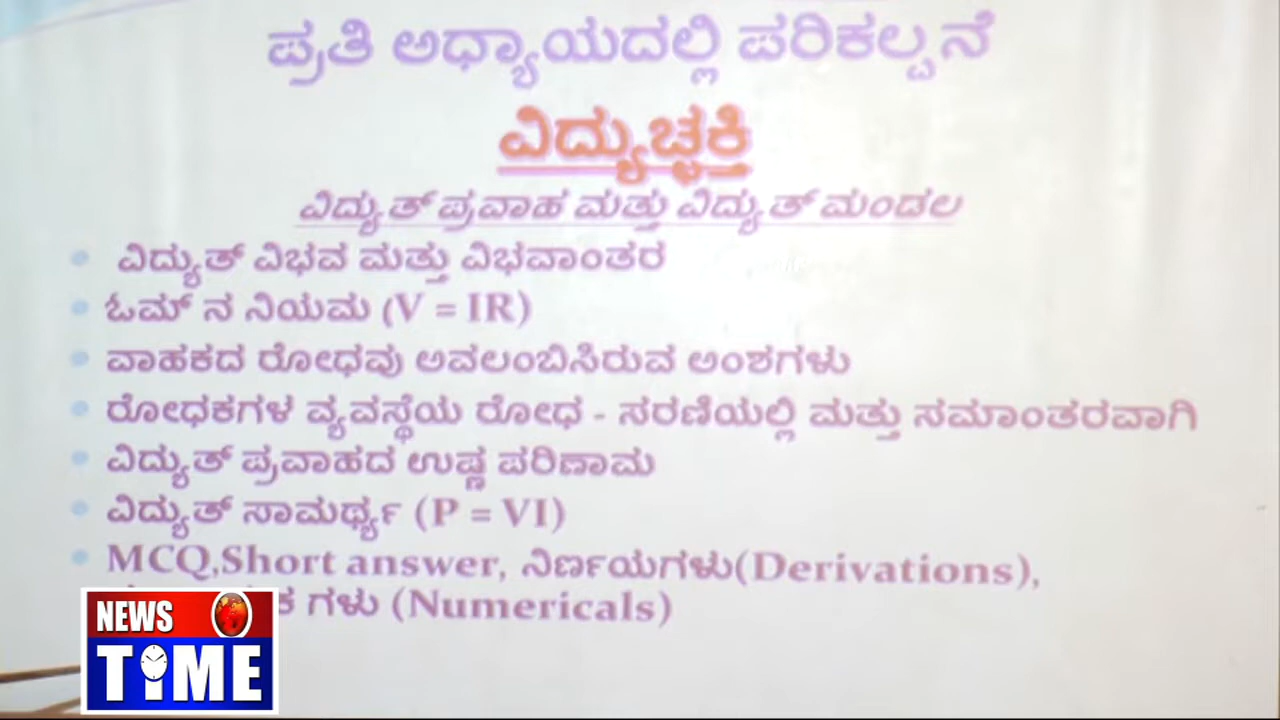 ಪ್ರತಿ ಅಧ್ಯಾಯದಲ್ಲಿ ಪರಿಕಲ್ಪನೆ
ವಿದ್ಯುಚ್ಛಕ್ತಿ
ವಿದ್ಯುತ್ ಪ್ರವಾಹ ಮತ್ತು ವಿದ್ಯುತ್ ಮಂಡಲ
ವಿದ್ಯುತ್ ವಿಭವ ಮತ್ತು ವಿಭವಾಂತರ
ಓಮ್ ನ ನಿಯಮ (V = IR)
ವಾಹಕದ ರೋಧವು ಅವಲಂಬಿಸಿರುವ ಅಂಶಗಳು
ರೋಧಕಗಳ ವ್ಯವಸ್ಥೆಯ ರೋಧ - ಸರಣಿಯಲ್ಲಿ ಮತ್ತು ಸಮಾಂತರವಾಗಿ
ವಿದ್ಯುತ್ ಪ್ರವಾಹದ ಉಷ್ಣ ಪರಿಣಾಮ
ವಿದ್ಯುತ್ ಸಾಮರ್ಥ್ಯ (P = VI)
MCQ,Short answer, ನಿರ್ಣಯಗಳು(Derivations),
ಗಳು (Numericals)
NEWS
TIME